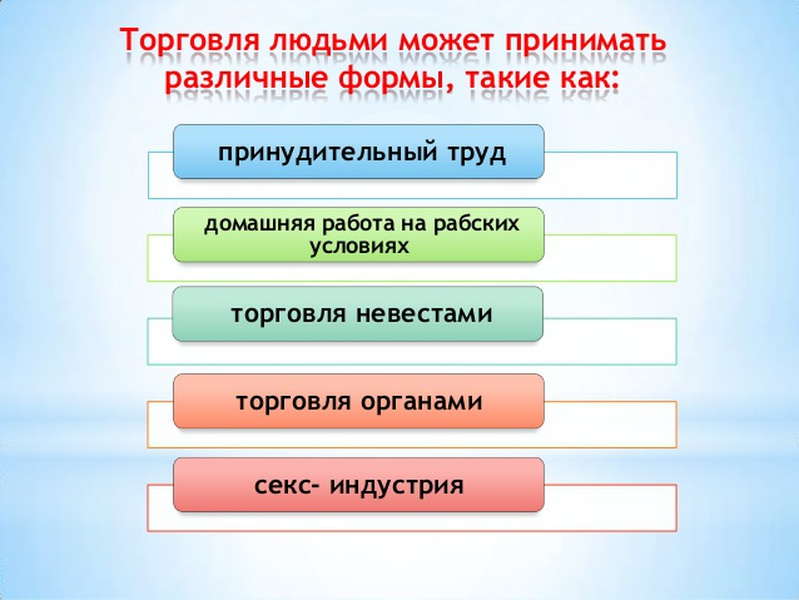 Торговля людьми может принимать
различные формы, такие как:
принудительный труд
домашняя работа на рабских
условиях
торговля невестами
торговля органами
секс- индустрия